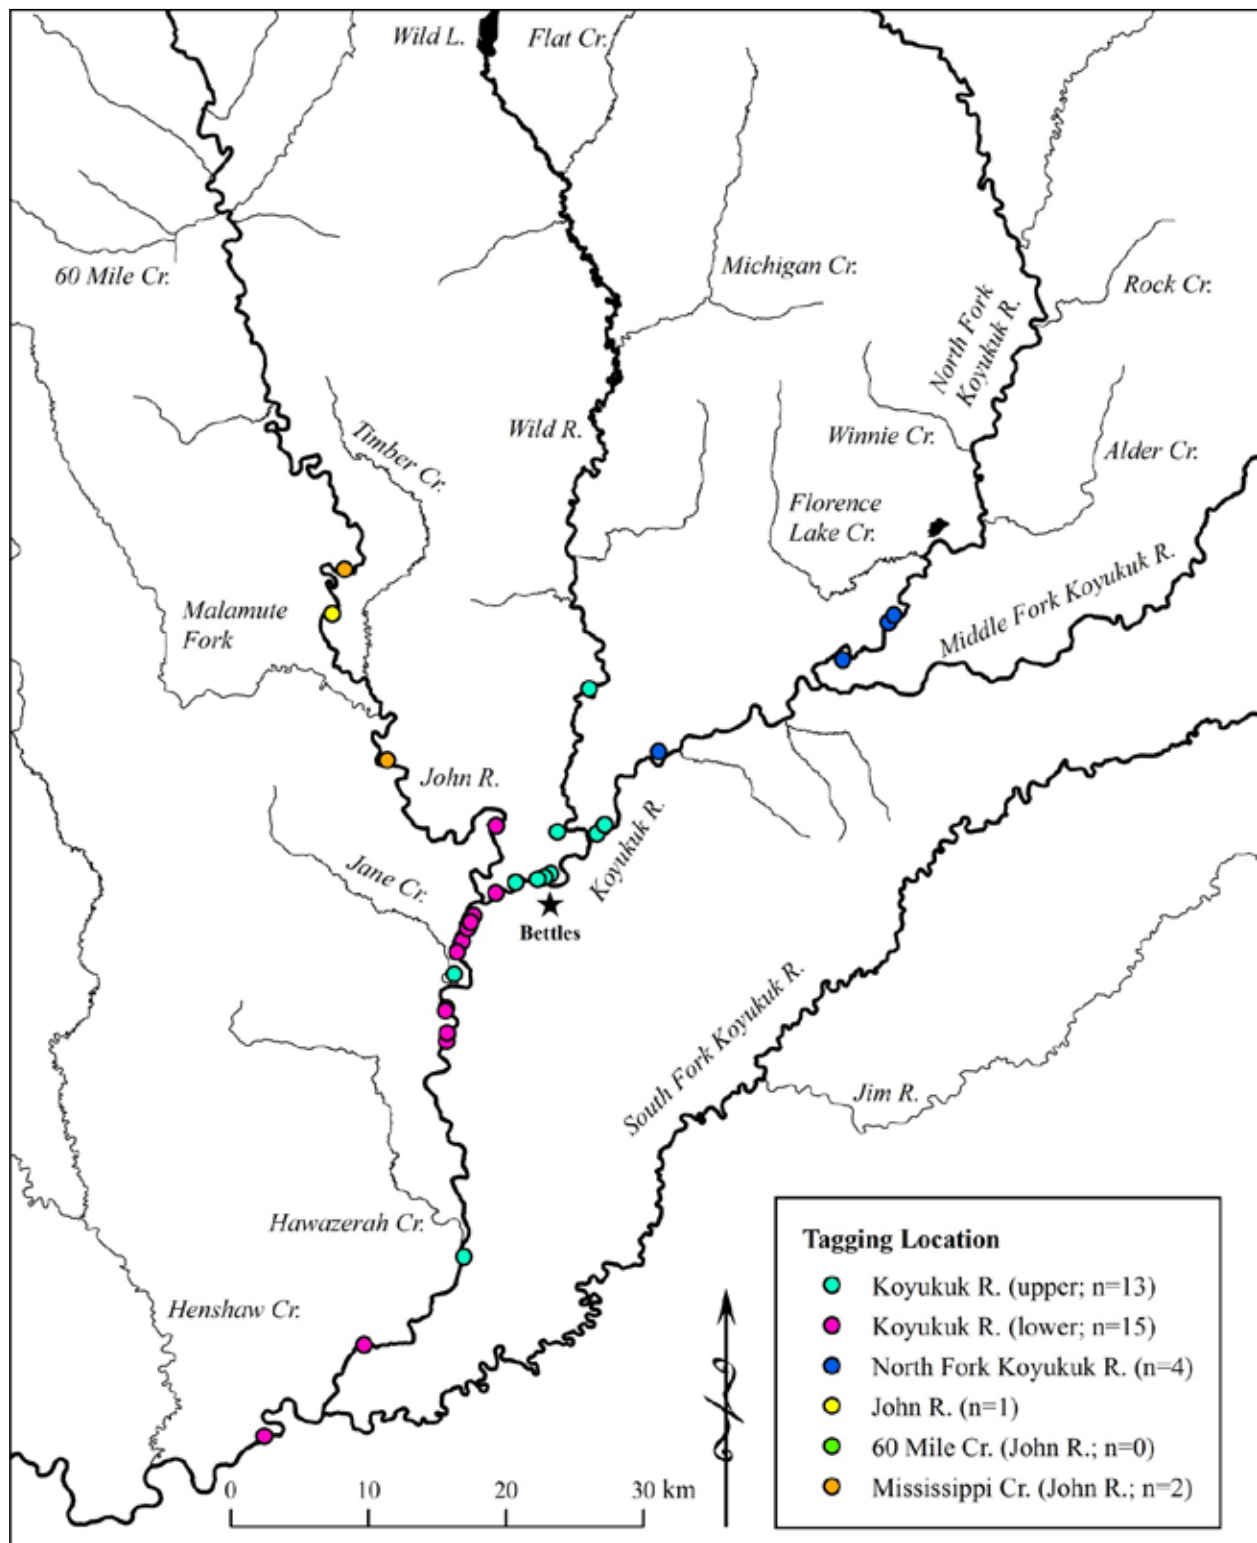 Wild L.
Flat Cr.
60 Mile Cr.
Michigan Cr.
Rock Cr.
North Fork
Koyukuk R.
Timber Cr.
Wild R.
Winnie Cr.
Alder Cr.
Florence
Lake Cr.
Malamute
Fork
Middle Fork Koyukuk R.
John R.
Koyukuk R.
Jane Cr.
Bettles
South Fork Koyukuk R.
Jim R.
Hawazerah Cr.
Henshaw Cr.
Tagging Location
Koyukuk R. (upper; n=13)
Koyukuk R. (lower; n=15)
North Fork Koyukuk R. (n=4)
John R. (n=1)
60 Mile Cr. (John R.; n=0)
Mississippi Cr. (John R.; n=2)
0 10 20 30 km